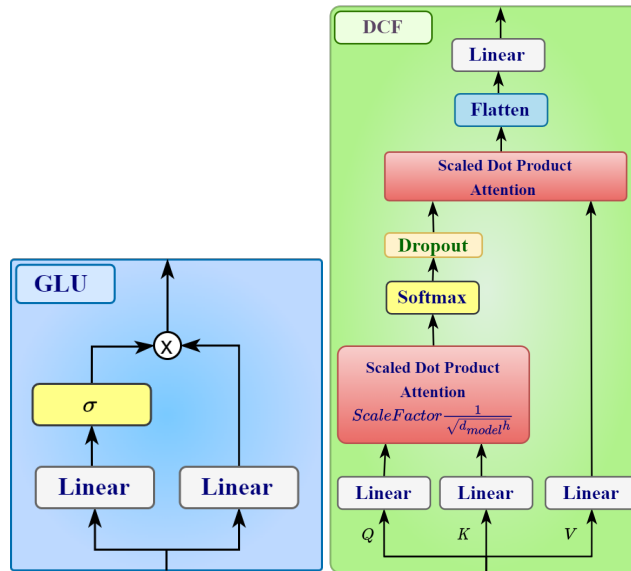 DCF
Linear
Flatten
Scaled Dot Product
Attention
Dropout
Softmax
Scaled Dot Product
Attention
ScaleFactor 1/√d_model^h
Linear Linear Linear
Q K V
GLU
X
σ
Linear Linear